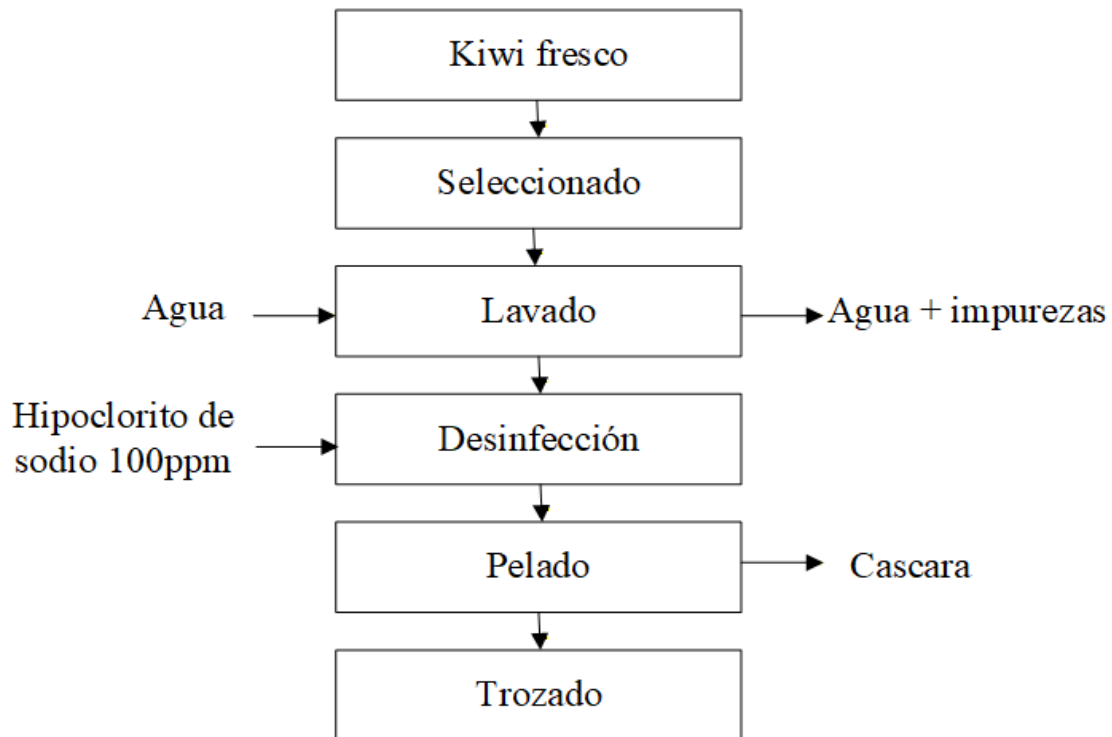 Kiwi fresco
Seleccionado
Agua
Lavado
Agua + impurezas
Hipoclorito de
sodio 100ppm
Desinfección
Pelado
Cascara
Trozado